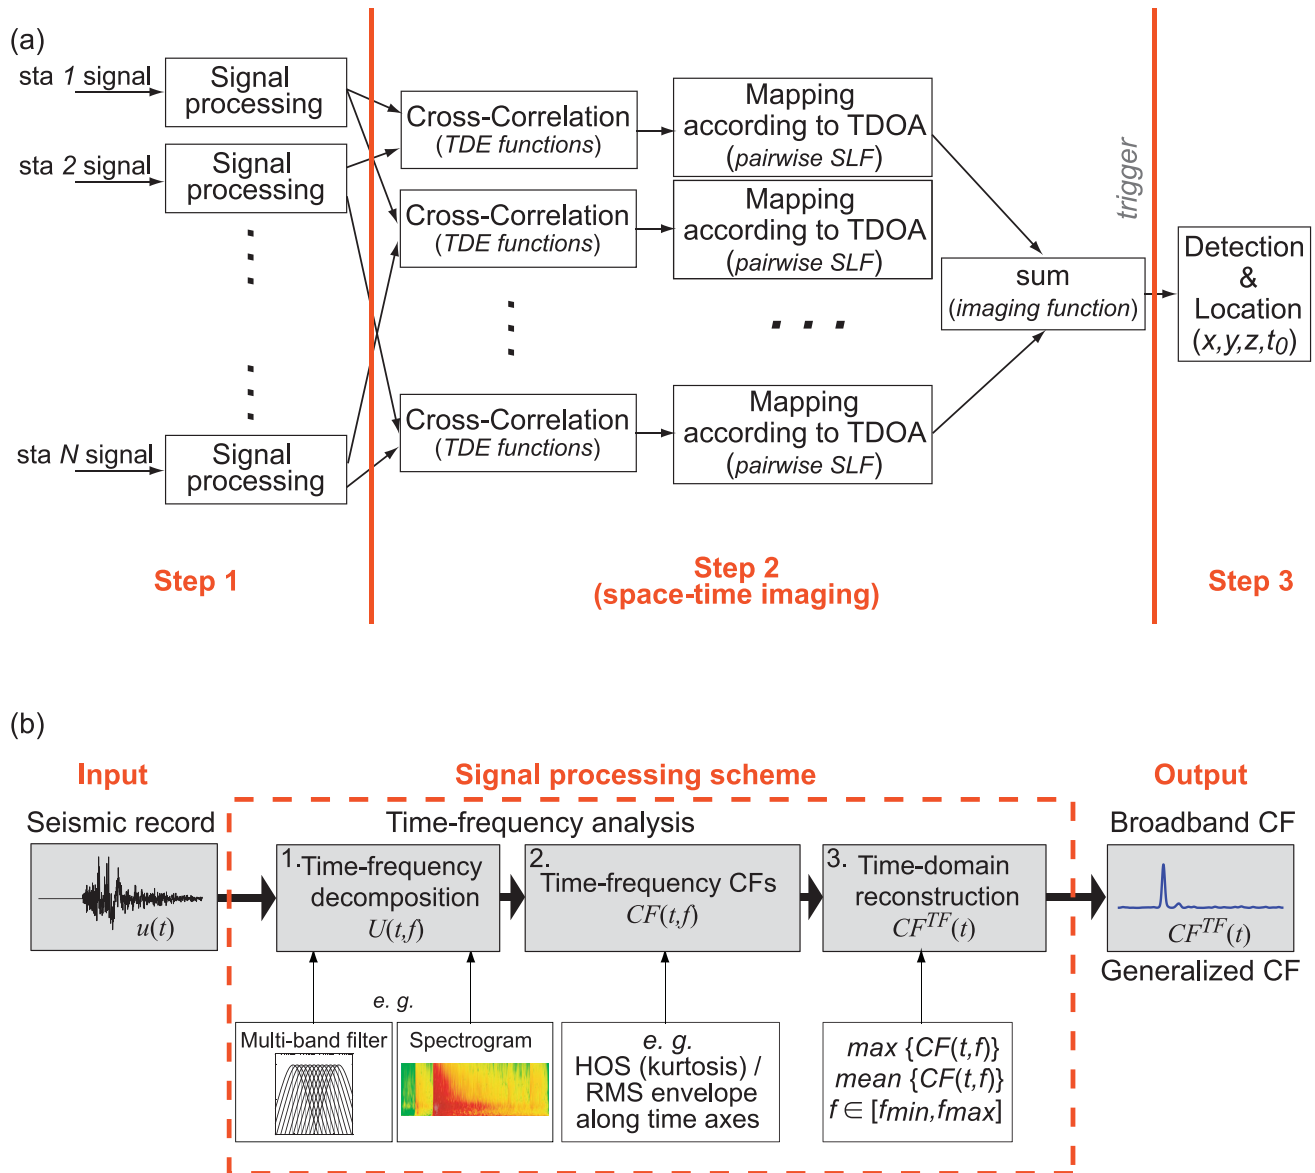 (a)
sta 1 signal
Signal
processing
sta 2 signal
Signal
processing
sta N signal
Signal
processing
Cross-Correlation
(TDE functions)
Cross-Correlation
(TDE functions)
Cross-Correlation
(TDE functions)
Mapping
according to TDOA
(pairwise SLF)
Mapping
according to TDOA
(pairwise SLF)
Mapping
according to TDOA
(pairwise SLF)
sum
(imaging function)
trigger
Detection
&
Location
(x,y,z,t0)
Step 1
Step 2
(space-time imaging)
Step 3
(b)
Input
Signal processing scheme
Output
Seismic record
Time-frequency analysis
Broadband CF
u(t)
1. Time-frequency
decomposition
U(t,f)
2. Time-frequency CFs
CF(t,f)
3. Time-domain
reconstruction
CF^TF(t)
CF^TF(t)
Generalized CF
e. g.
Multi-band filter
Spectrogram
e. g.
HOS (kurtosis) /
RMS envelope
along time axes
max {CF(t,f)}
mean {CF(t,f)}
f ∈ [fmin,fmax]